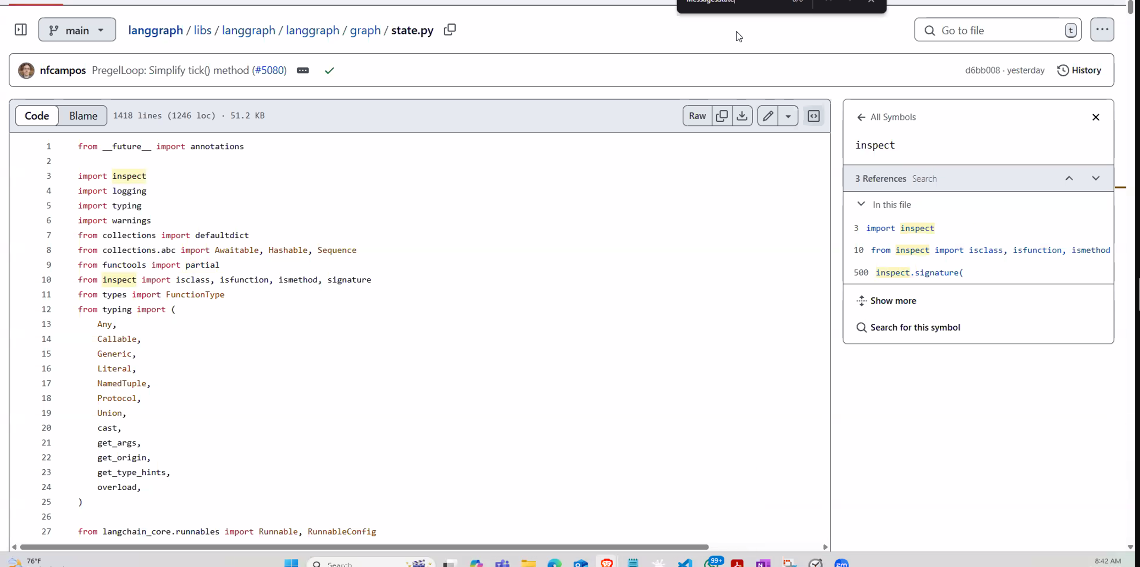 main
langgraph / libs / langgraph / langgraph / graph / state.py
Go to file
t
nfcampos PregelLoop: Simplify tick() method (#5080)
d6bb008 · yesterday
History
Code
Blame
1418 lines (1246 loc) · 51.2 KB
Raw
1 from __future__ import annotations
2
3 import inspect
4 import logging
5 import typing
6 import warnings
7 from collections import defaultdict
8 from collections.abc import Awaitable, Hashable, Sequence
9 from functools import partial
10 from inspect import isclass, isfunction, ismethod, signature
11 from types import FunctionType
12 from typing import (
13 Any,
14 Callable,
15 Generic,
16 Literal,
17 NamedTuple,
18 Protocol,
19 Union,
20 cast,
21 get_args,
22 get_origin,
23 get_type_hints,
24 overload,
25 )
26
27 from langchain_core.runnables import Runnable, RunnableConfig
All Symbols
inspect
3 References Search
In this file
3 import inspect
10 from inspect import isclass, isfunction, ismethod
500 inspect.signature(
Show more
Search for this symbol
76°F
Search
99+
8:42 AM